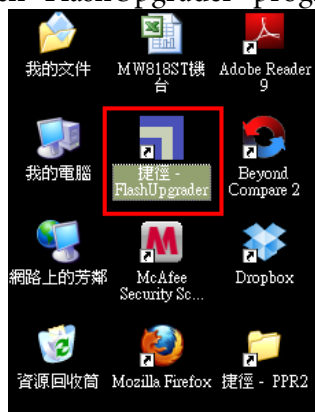 FlashUpgrader
我的文件
MW818ST機
台
Adobe Reader
9
我的電腦
捷徑 -
FlashUpgrader
Beyond
Compare 2
網路上的芳鄰
McAfee
Security Sc...
Dropbox
資源回收筒
Mozilla Firefox
捷徑 - PPR2